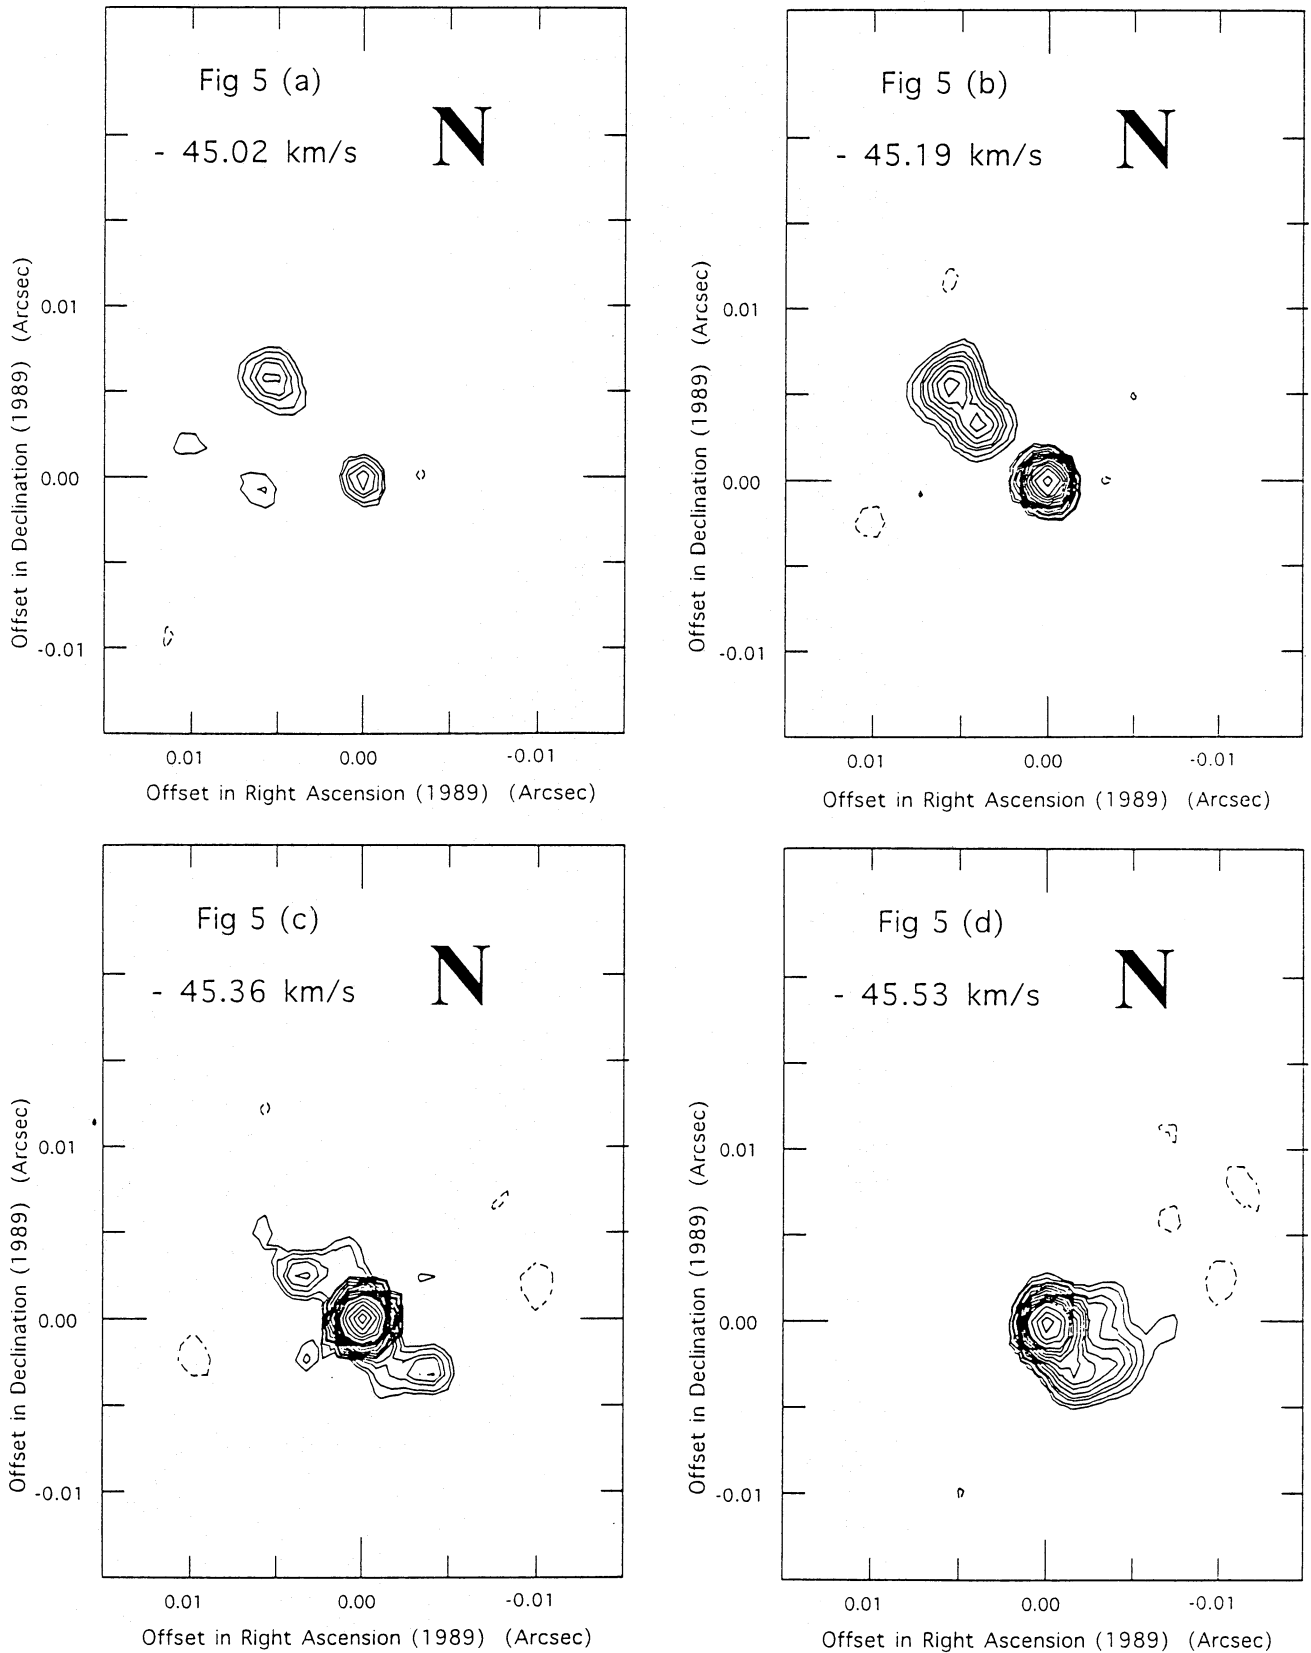 Fig 5 (a)
N
- 45.02 km/s
Offset in Declination (1989) (Arcsec)
0.01
0.00
-0.01
0.01 0.00 -0.01
Offset in Right Ascension (1989) (Arcsec)
Fig 5 (b)
N
- 45.19 km/s
Offset in Declination (1989) (Arcsec)
0.01
0.00
-0.01
0.01 0.00 -0.01
Offset in Right Ascension (1989) (Arcsec)
Fig 5 (c)
N
- 45.36 km/s
Offset in Declination (1989) (Arcsec)
0.01
0.00
-0.01
0.01 0.00 -0.01
Offset in Right Ascension (1989) (Arcsec)
Fig 5 (d)
N
- 45.53 km/s
Offset in Declination (1989) (Arcsec)
0.01
0.00
-0.01
0.01 0.00 -0.01
Offset in Right Ascension (1989) (Arcsec)